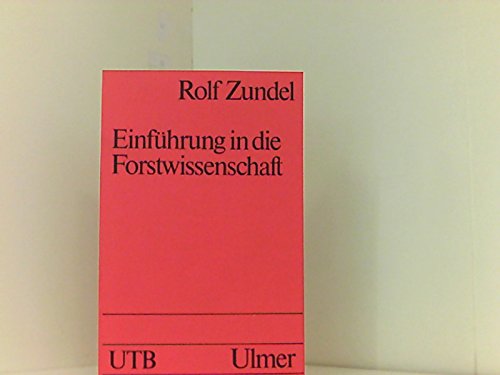 Rolf Zundel
Einführung in die
Forstwissenschaft
UTB Ulmer